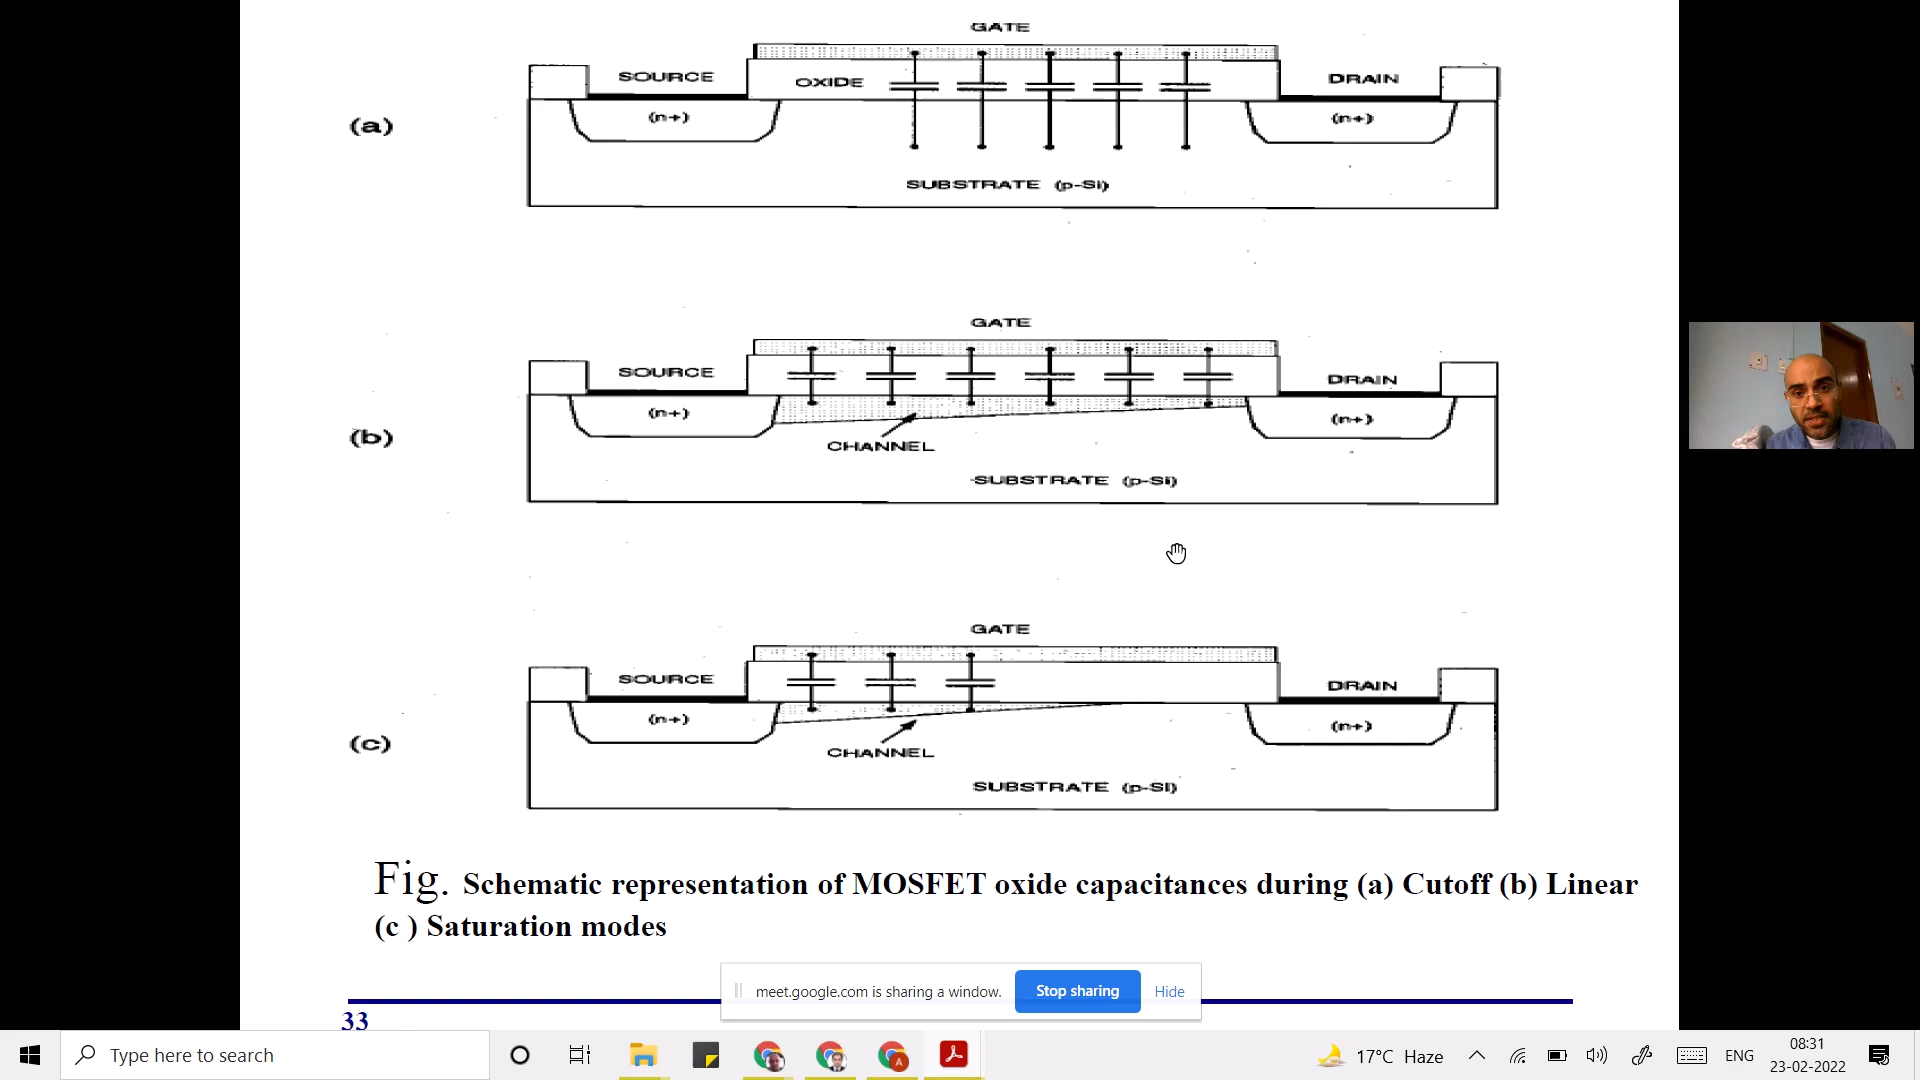 GATE
SOURCE
OXIDE
DRAIN
(a)
(n+)
(n+)
SUBSTRATE (p-Si)
GATE
SOURCE
DRAIN
(n+)
(n+)
(b)
CHANNEL
SUBSTRATE (p-Si)
GATE
SOURCE
DRAIN
(n+)
(n+)
(c)
CHANNEL
SUBSTRATE (p-Si)
Fig. Schematic representation of MOSFET oxide capacitances during (a) Cutoff (b) Linear
(c ) Saturation modes
meet.google.com is sharing a window.
Stop sharing
Hide
33
Type here to search
17°C Haze
ENG
08:31
23-02-2022